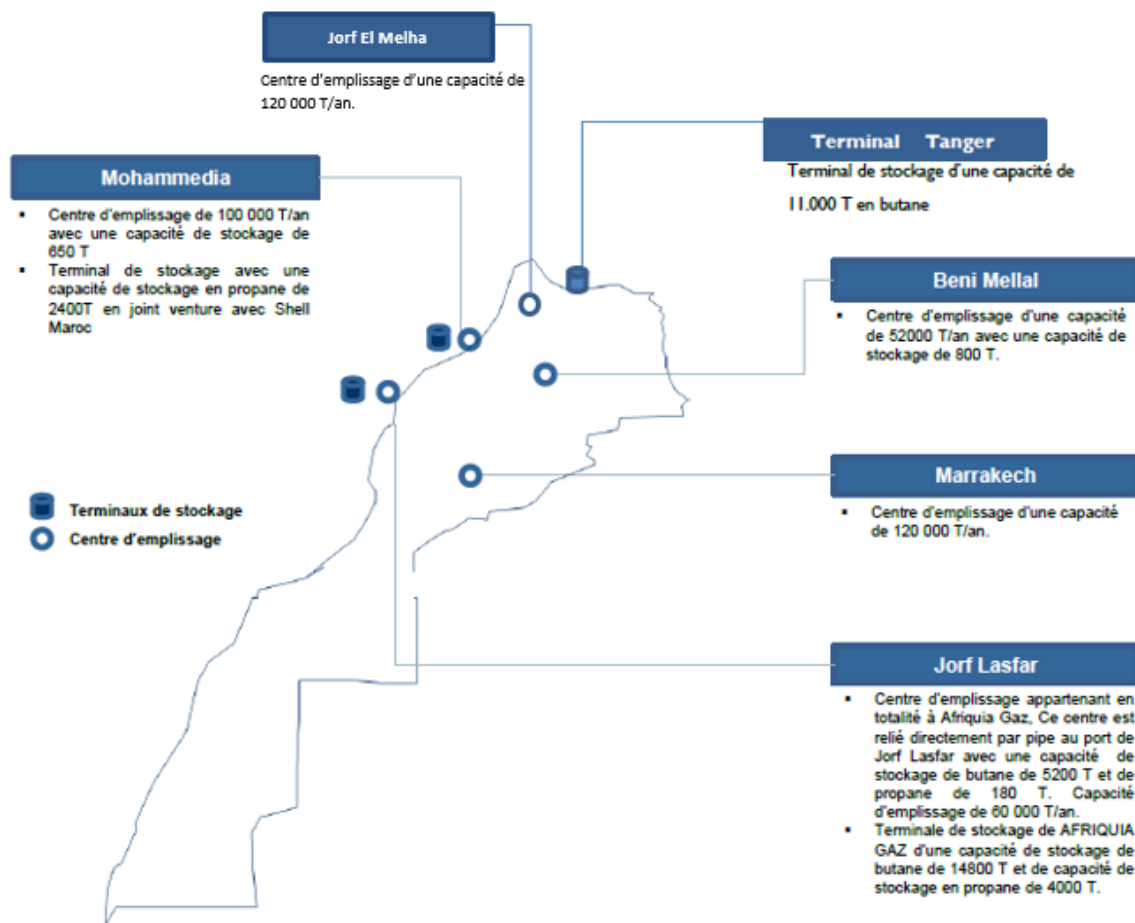 Jorf El Melha
Centre d'emplissage d'une capacité de
120 000 T/an.
Terminal Tanger
Terminal de stockage d'une capacité de
11.000 T en butane
Mohammedia
▪ Centre d'emplissage de 100 000 T/an
avec une capacité de stockage de
650 T
▪ Terminal de stockage avec une
capacité de stockage en propane de
2400T en joint venture avec Shell
Maroc
Beni Mellal
▪ Centre d'emplissage d'une capacité
de 52000 T/an avec une capacité de
stockage de 800 T.
Marrakech
▪ Centre d'emplissage d'une capacité
de 120 000 T/an.
Terminaux de stockage
Centre d'emplissage
Jorf Lasfar
▪ Centre d'emplissage appartenant en
totalité à Afriquia Gaz, Ce centre est
relié directement par pipe au port de
Jorf Lasfar avec une capacité de
stockage de butane de 5200 T et de
propane de 180 T. Capacité
d'emplissage de 60 000 T/an.
▪ Terminale de stockage de AFRIQUIA
GAZ d'une capacité de stockage de
butane de 14800 T et de capacité de
stockage en propane de 4000 T.